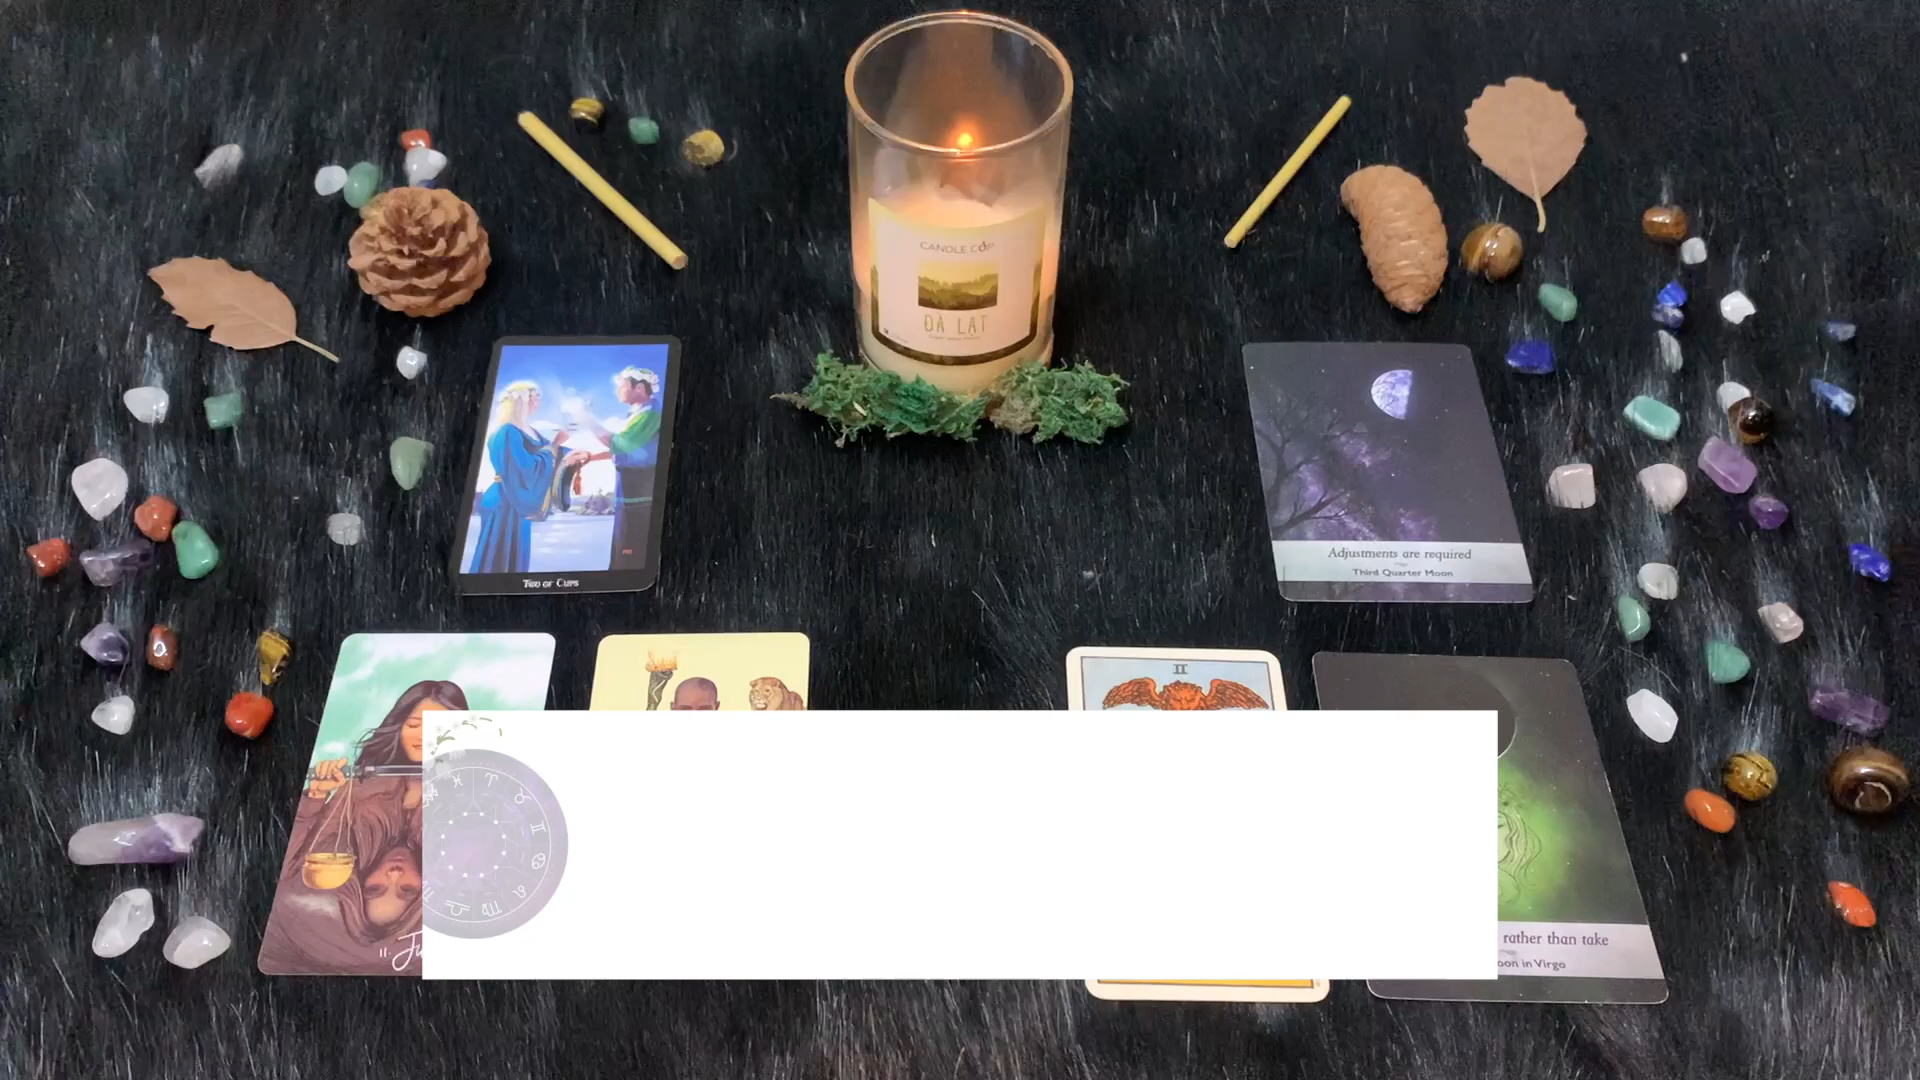 CANDLE CUP
ĐÀ LẠT
Two of Cups
Adjustments are required
Third Quarter Moon
II
II. Ju
rather than take
oon in Virgo